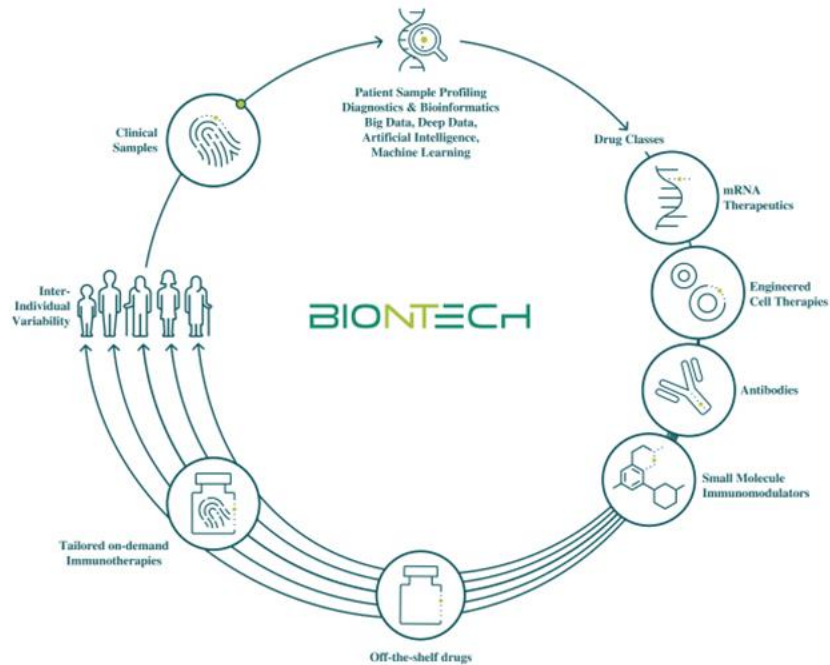 Patient Sample Profiling
Diagnostics & Bioinformatics
Big Data, Deep Data,
Artificial Intelligence,
Machine Learning
Clinical
Samples
Drug Classes
mRNA
Therapeutics
Inter-
Individual
Variability
BIONTECH
Engineered
Cell Therapies
Antibodies
Small Molecule
Immunomodulators
Tailored on-demand
Immunotherapies
Off-the-shelf drugs